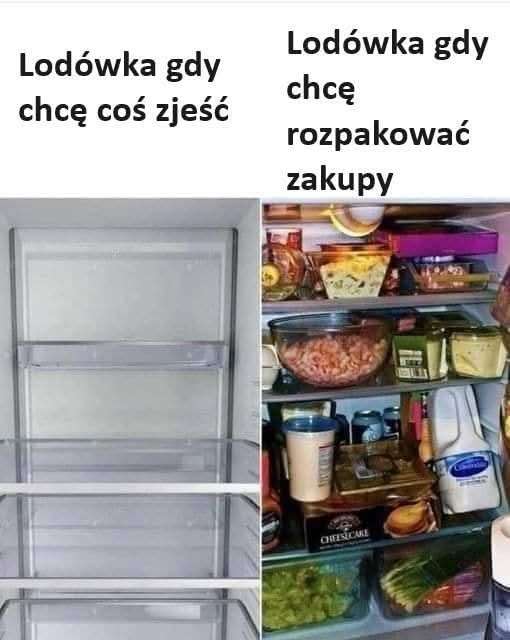 Lodówka gdy
chcę coś zjeść
Lodówka gdy
chcę
rozpakować
zakupy
CHEESECAKE